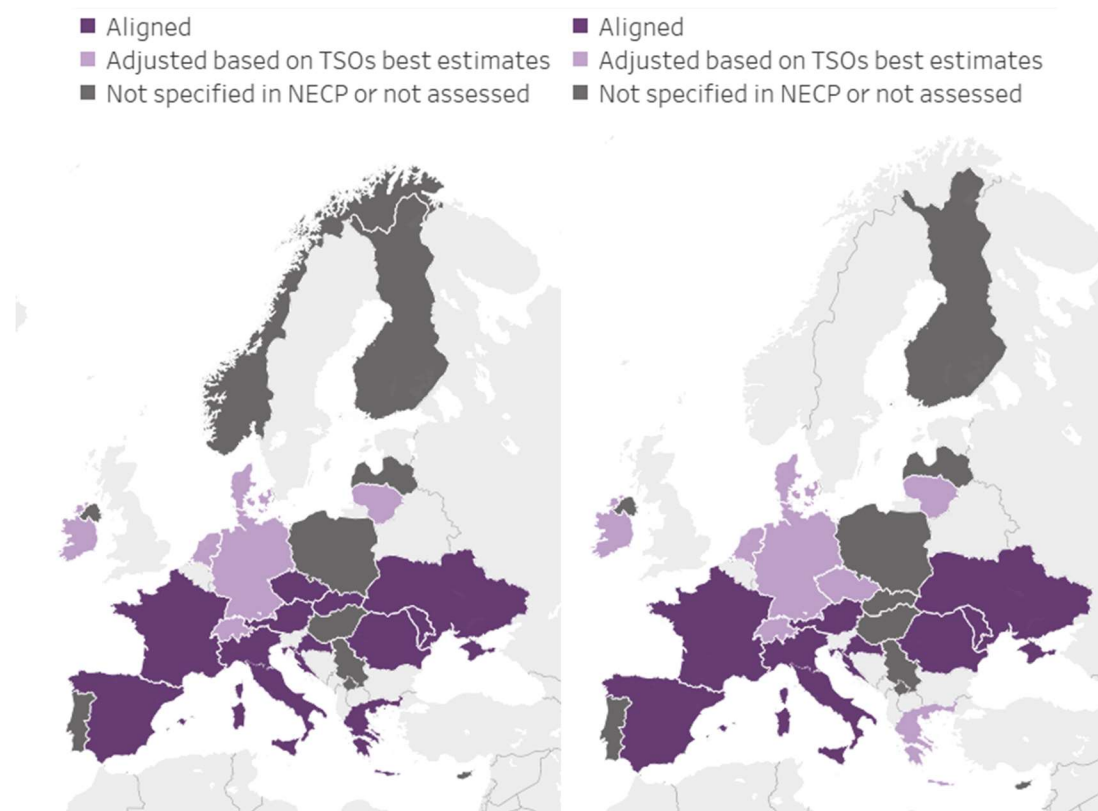 Aligned
Adjusted based on TSOs best estimates
Not specified in NECP or not assessed
Aligned
Adjusted based on TSOs best estimates
Not specified in NECP or not assessed